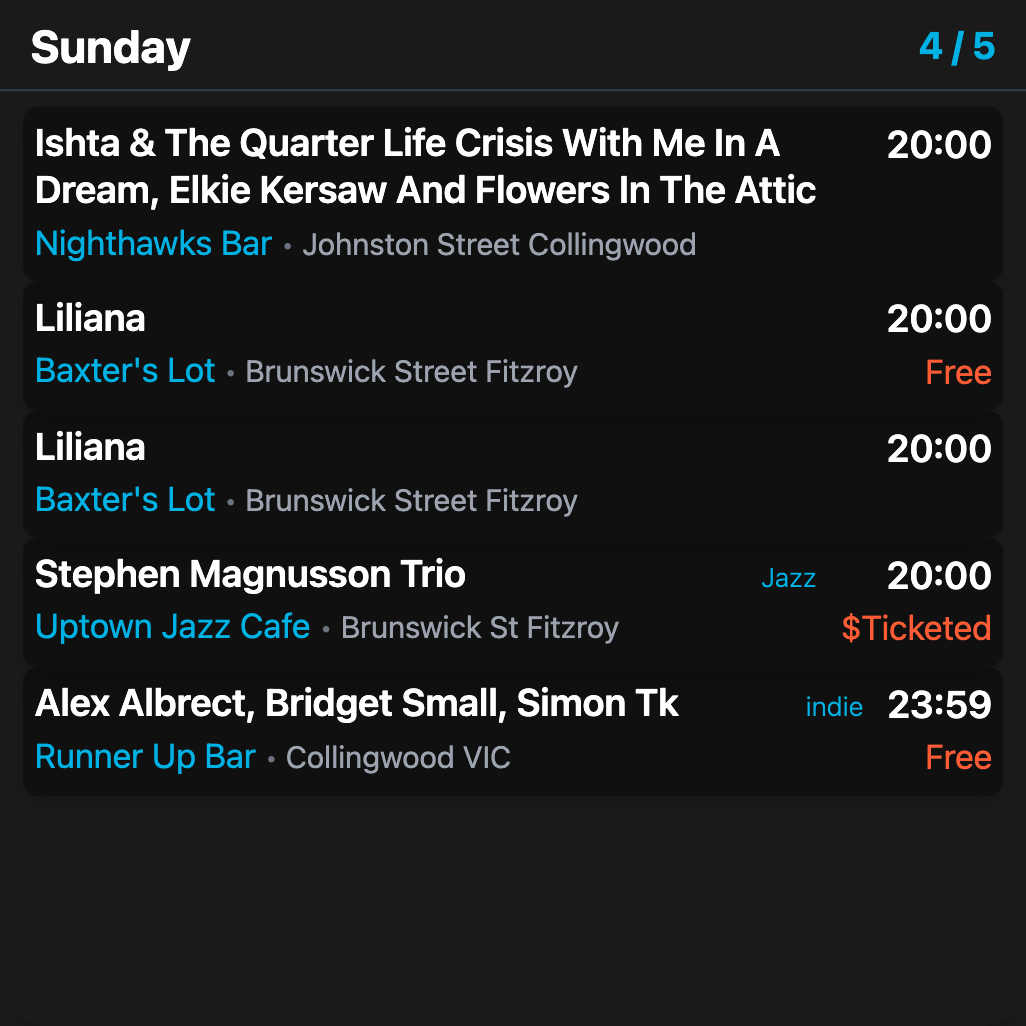 Sunday 4 / 5
Ishta & The Quarter Life Crisis With Me In A 20:00
Dream, Elkie Kersaw And Flowers In The Attic
Nighthawks Bar • Johnston Street Collingwood
Liliana 20:00
Baxter's Lot • Brunswick Street Fitzroy Free
Liliana 20:00
Baxter's Lot • Brunswick Street Fitzroy
Stephen Magnusson Trio Jazz 20:00
Uptown Jazz Cafe • Brunswick St Fitzroy $Ticketed
Alex Albrect, Bridget Small, Simon Tk indie 23:59
Runner Up Bar • Collingwood VIC Free